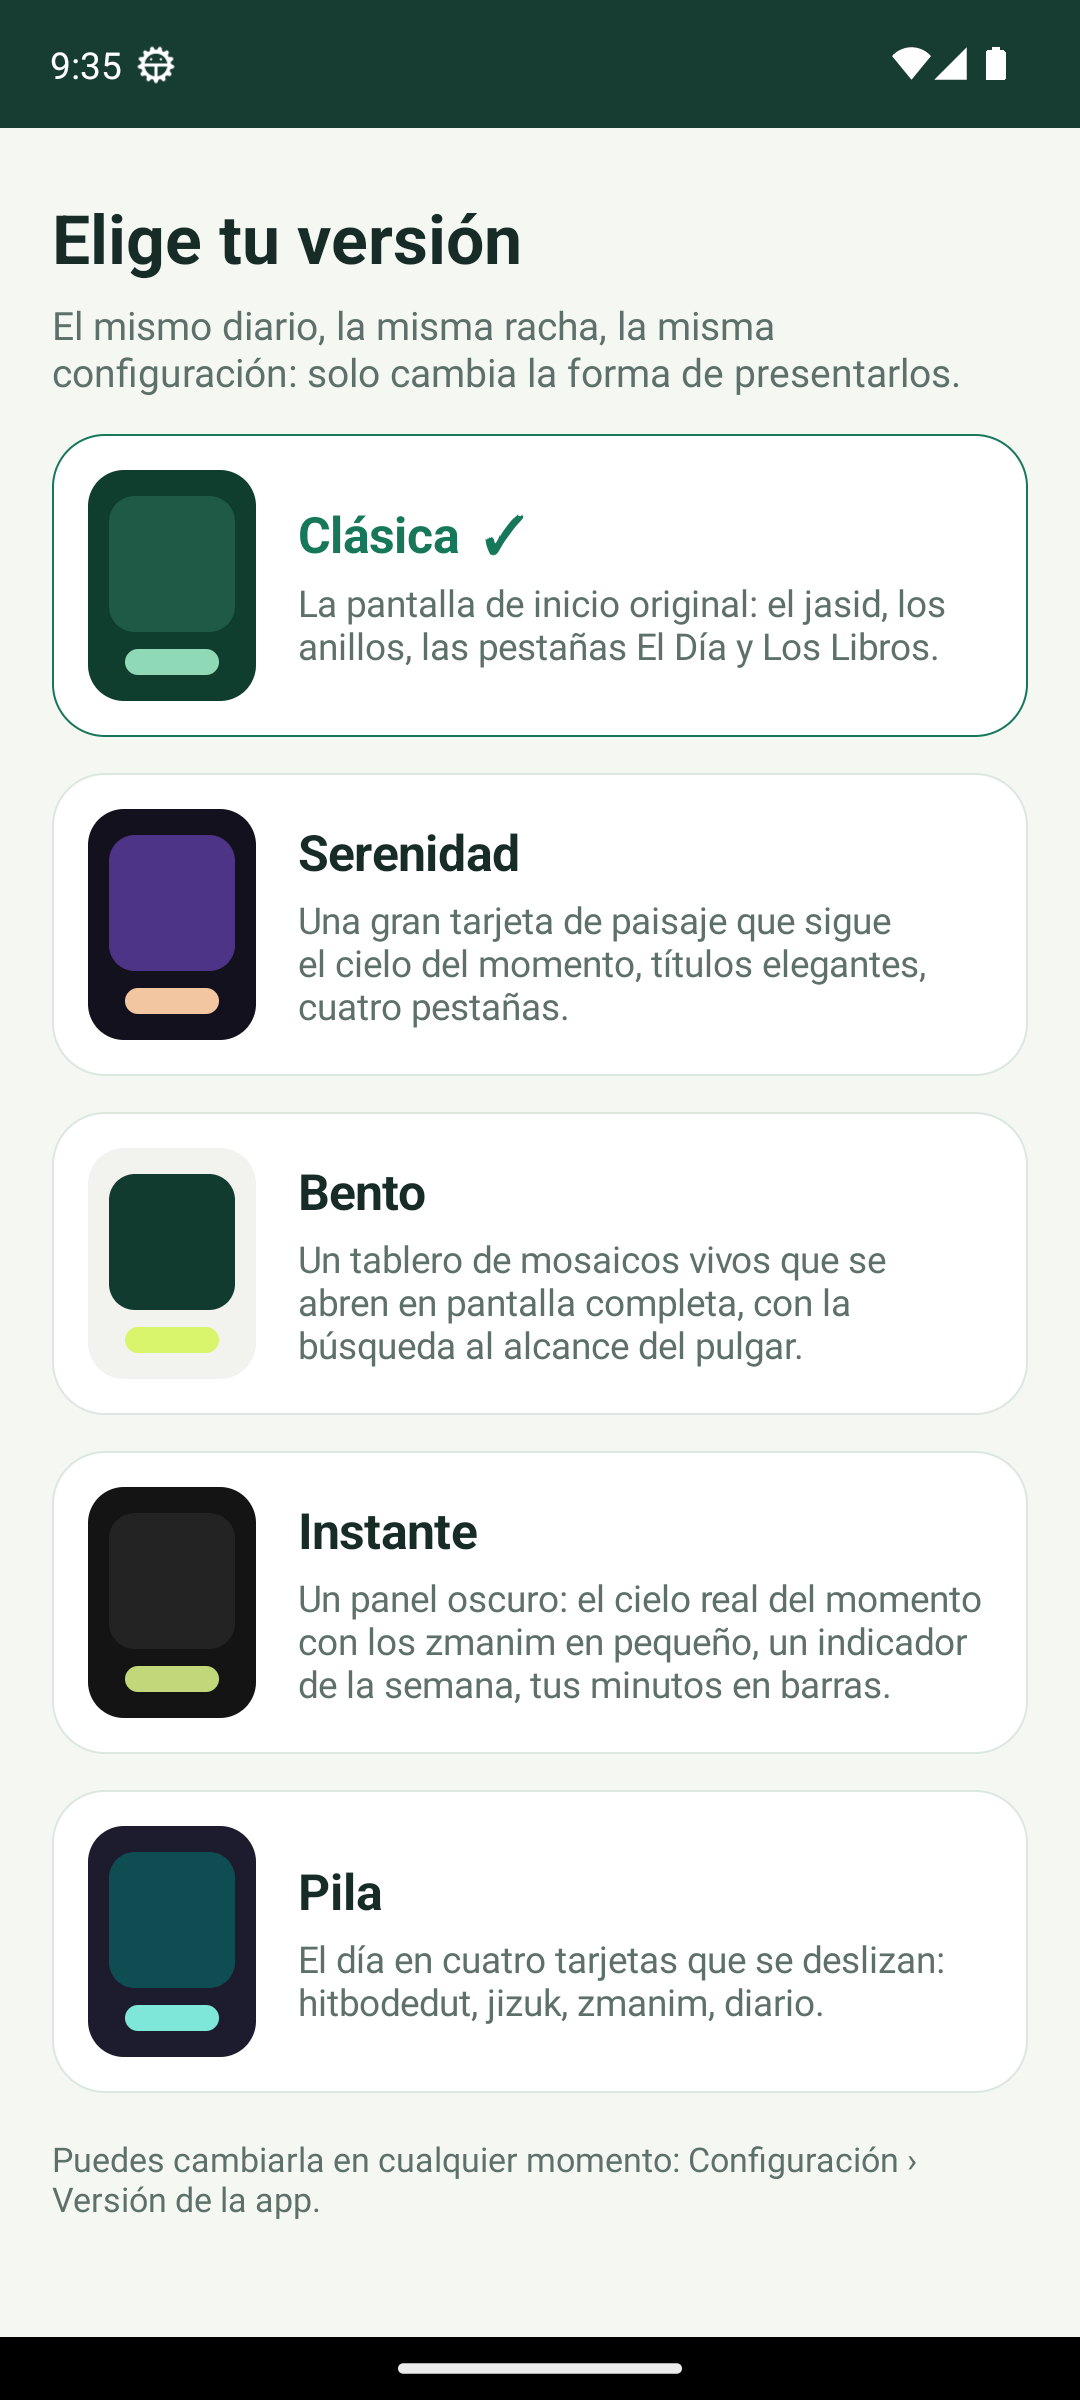 9:35
Elige tu versión
El mismo diario, la misma racha, la misma
configuración: solo cambia la forma de presentarlos.
Clásica ✓
La pantalla de inicio original: el jasid, los
anillos, las pestañas El Día y Los Libros.
Serenidad
Una gran tarjeta de paisaje que sigue
el cielo del momento, títulos elegantes,
cuatro pestañas.
Bento
Un tablero de mosaicos vivos que se
abren en pantalla completa, con la
búsqueda al alcance del pulgar.
Instante
Un panel oscuro: el cielo real del momento
con los zmanim en pequeño, un indicador
de la semana, tus minutos en barras.
Pila
El día en cuatro tarjetas que se deslizan:
hitbodedut, jizuk, zmanim, diario.
Puedes cambiarla en cualquier momento: Configuración ›
Versión de la app.